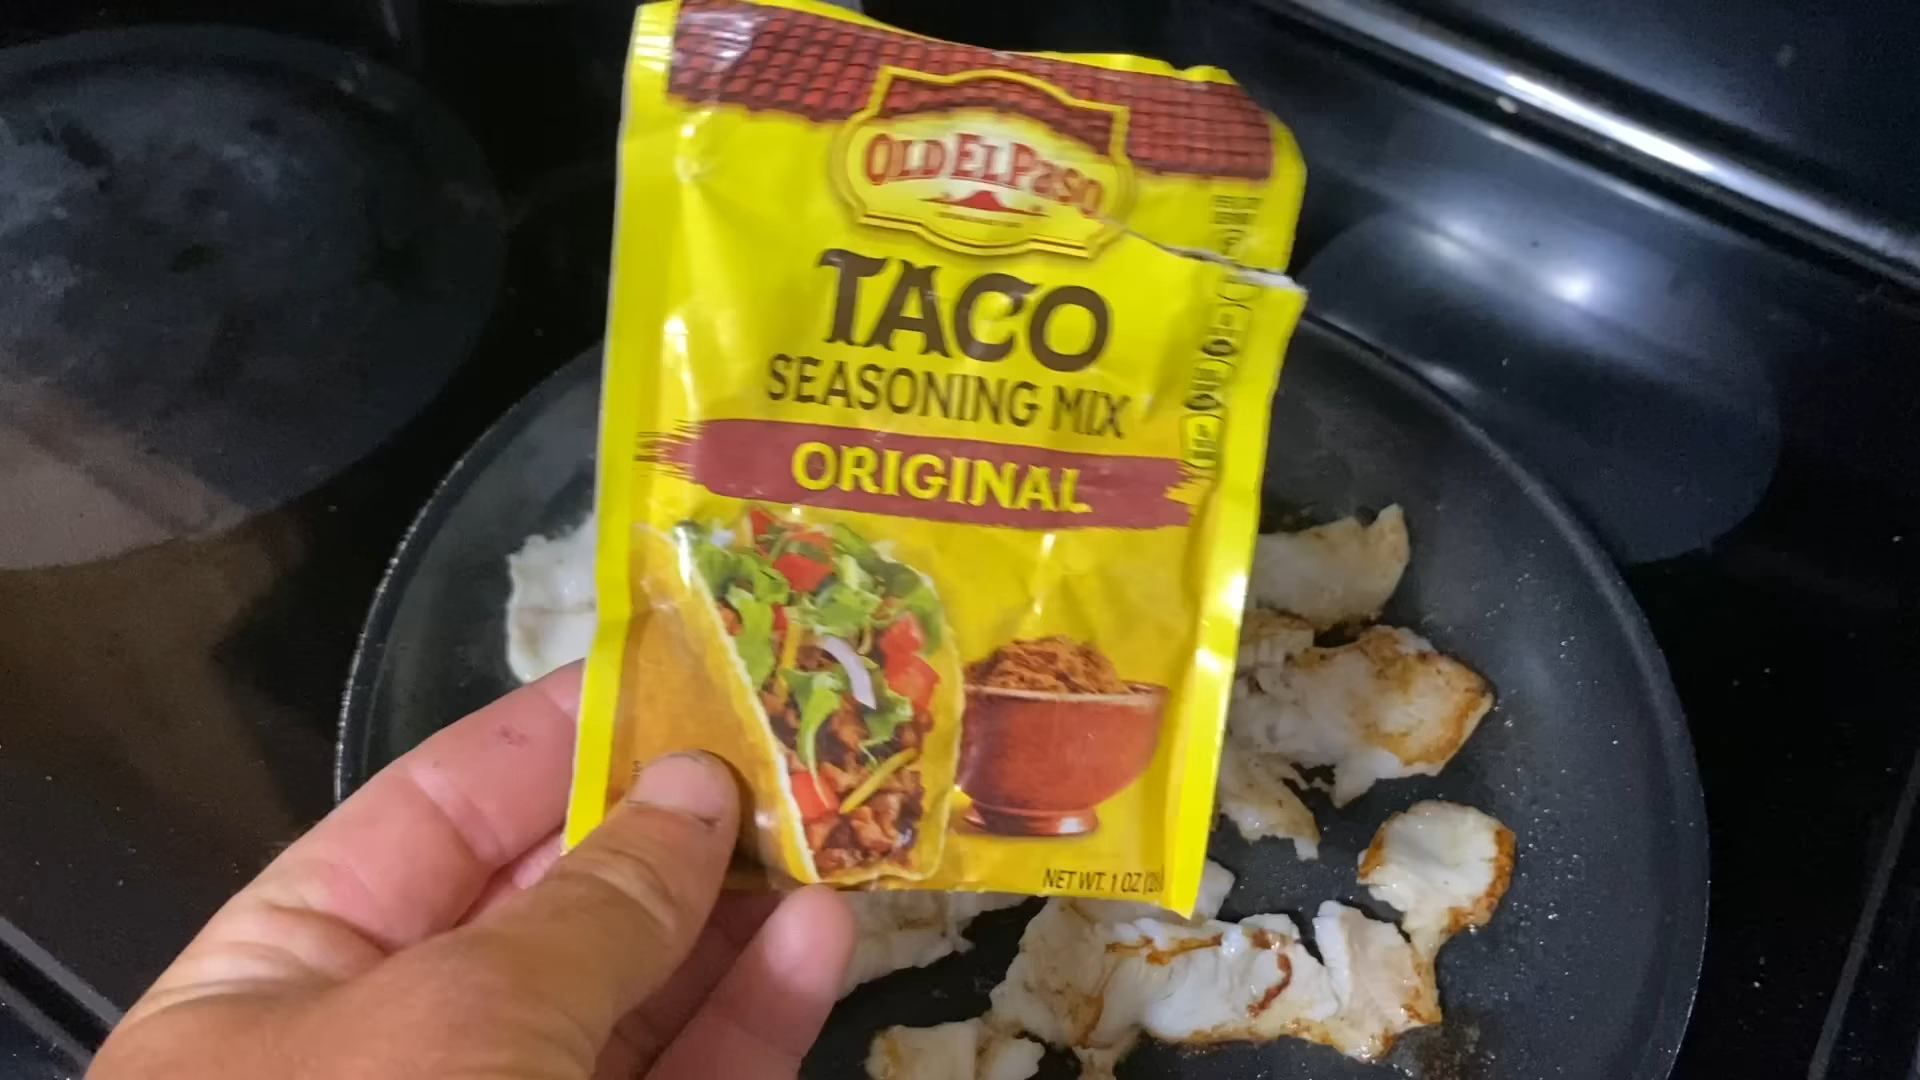 OLD EL PASO
TACO
SEASONING MIX
ORIGINAL
NET WT. 1 OZ